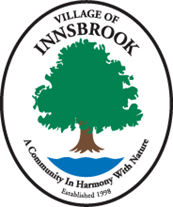 VILLAGE OF
INNSBROOK
A Community In Harmony With Nature
Established 1998